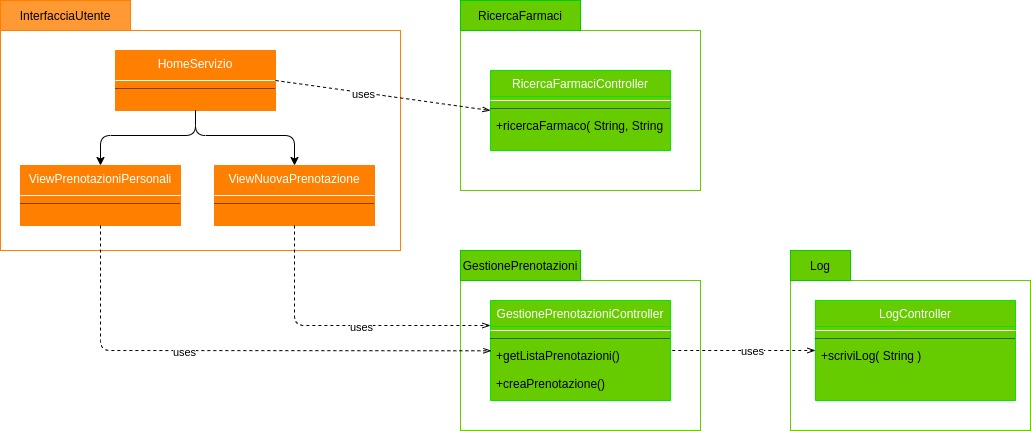 InterfacciaUtente
RicercaFarmaci
HomeServizio
RicercaFarmaciController
uses
+ricercaFarmaco( String, String
ViewPrenotazioniPersonali
ViewNuovaPrenotazione
GestionePrenotazioni
Log
GestionePrenotazioniController
LogController
uses
uses
+getListaPrenotazioni()
uses
+scriviLog( String )
+creaPrenotazione()